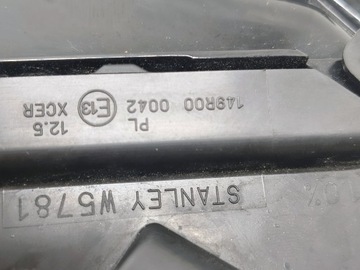 STANLEY W5781
PL
149R00 0042
E13
12.5
XCER